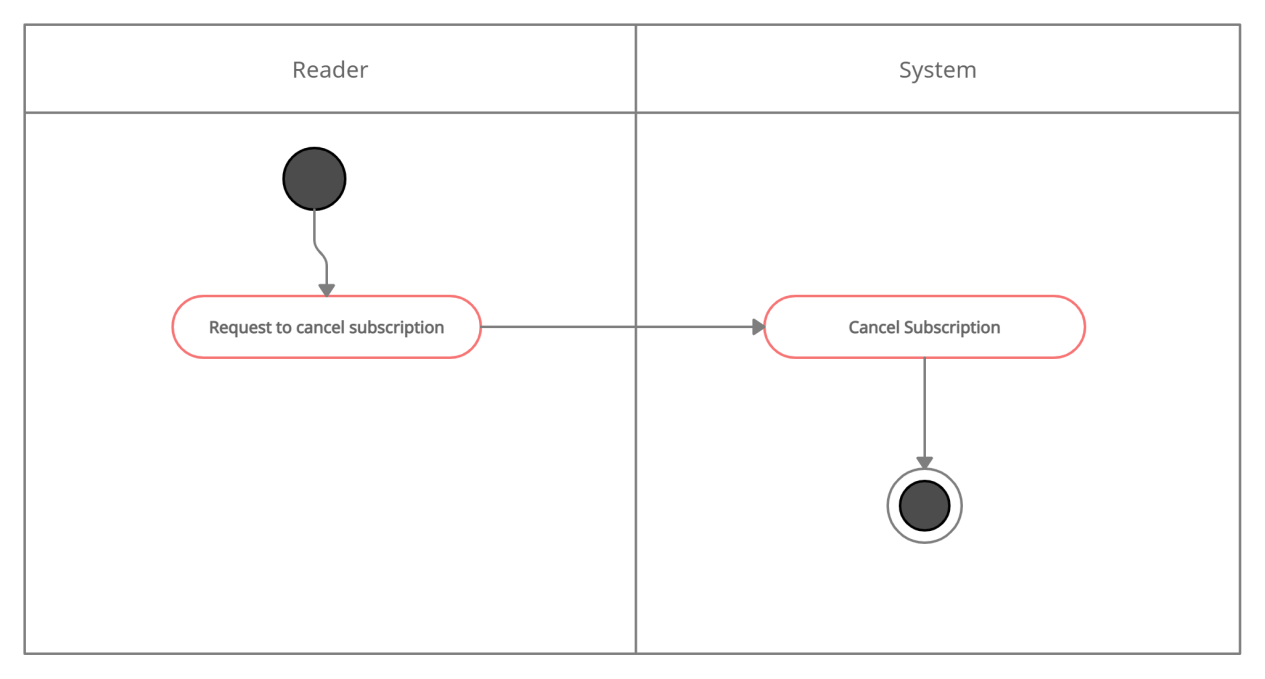 Reader
System
Request to cancel subscription
Cancel Subscription